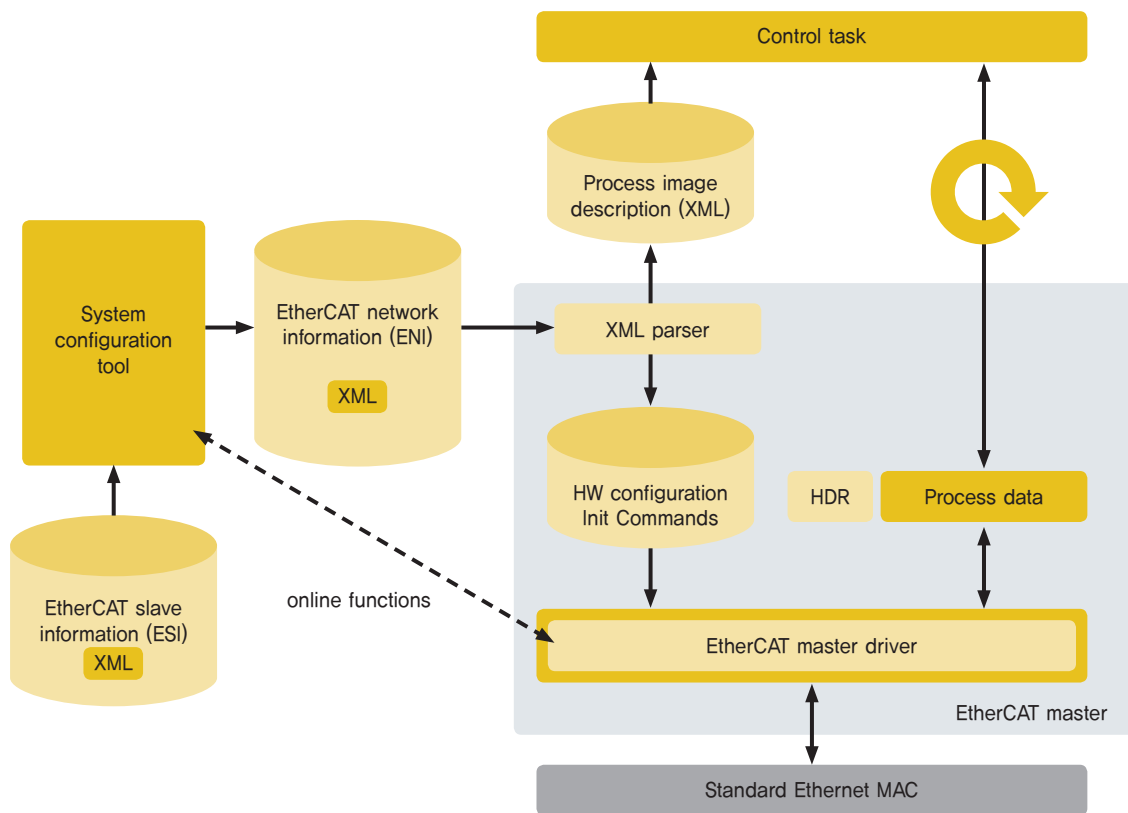 Control task
Process image
description (XML)
System
configuration
tool
EtherCAT network
information (ENI)
XML
XML parser
HW configuration
Init Commands
HDR
Process data
EtherCAT slave
information (ESI)
XML
online functions
EtherCAT master driver
EtherCAT master
Standard Ethernet MAC